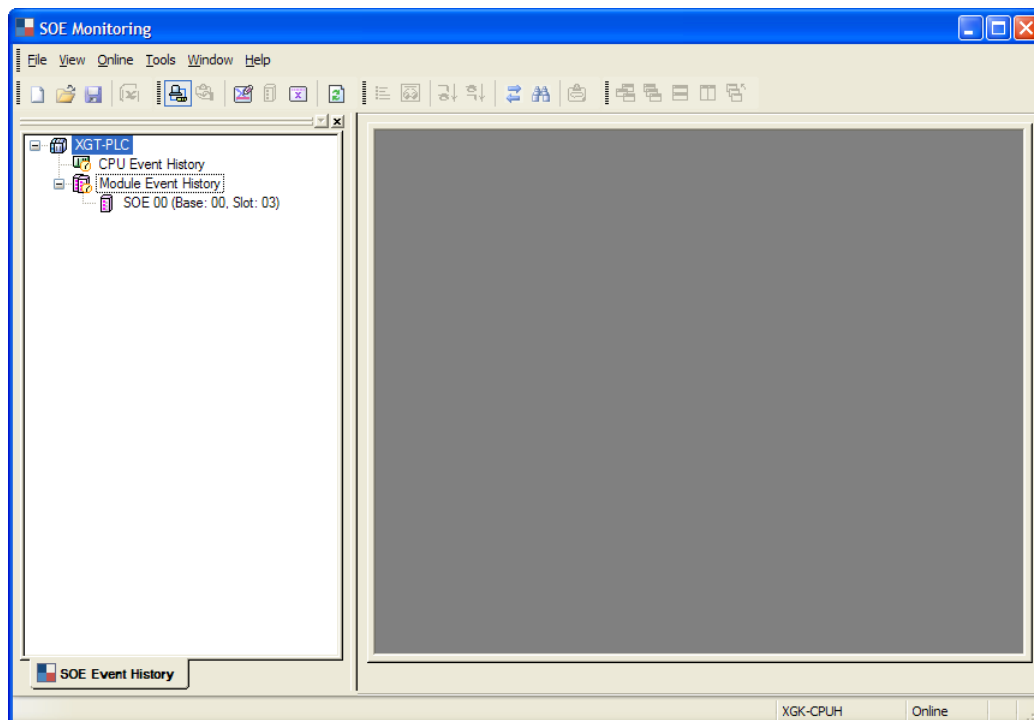 SOE Monitoring
File View Online Tools Window Help
XGT-PLC
CPU Event History
Module Event History
SOE 00 (Base: 00, Slot: 03)
SOE Event History
XGK-CPUH Online